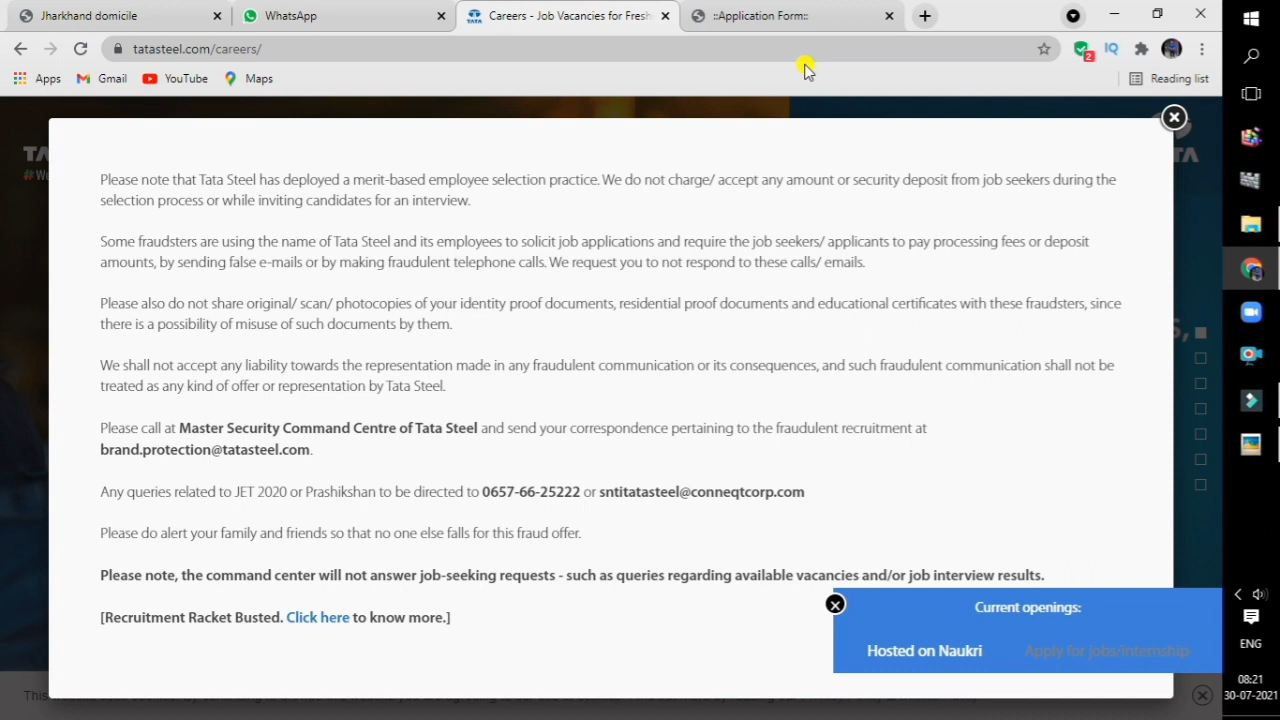 Jharkhand domicile
WhatsApp
TATA
Careers - Job Vacancies for Fresh
::Application Form::
tatasteel.com/careers/
2
IQ
Apps
Gmail
YouTube
Maps
Reading list
TA
TA
#We
Please note that Tata Steel has deployed a merit-based employee selection practice. We do not charge/ accept any amount or security deposit from job seekers during the
selection process or while inviting candidates for an interview.
Some fraudsters are using the name of Tata Steel and its employees to solicit job applications and require the job seekers/ applicants to pay processing fees or deposit
amounts, by sending false e-mails or by making fraudulent telephone calls. We request you to not respond to these calls/ emails.
Please also do not share original/ scan/ photocopies of your identity proof documents, residential proof documents and educational certificates with these fraudsters, since
there is a possibility of misuse of such documents by them.
We shall not accept any liability towards the representation made in any fraudulent communication or its consequences, and such fraudulent communication shall not be
treated as any kind of offer or representation by Tata Steel.
Please call at Master Security Command Centre of Tata Steel and send your correspondence pertaining to the fraudulent recruitment at
brand.protection@tatasteel.com.
Any queries related to JET 2020 or Prashikshan to be directed to 0657-66-25222 or sntitatasteel@conneqtcorp.com
Please do alert your family and friends so that no one else falls for this fraud offer.
Please note, the command center will not answer job-seeking requests - such as queries regarding available vacancies and/or job interview results.
[Recruitment Racket Busted. Click here to know more.]
Current openings:
Hosted on Naukri
Apply for jobs/internship
ENG
08:21
30-07-2021